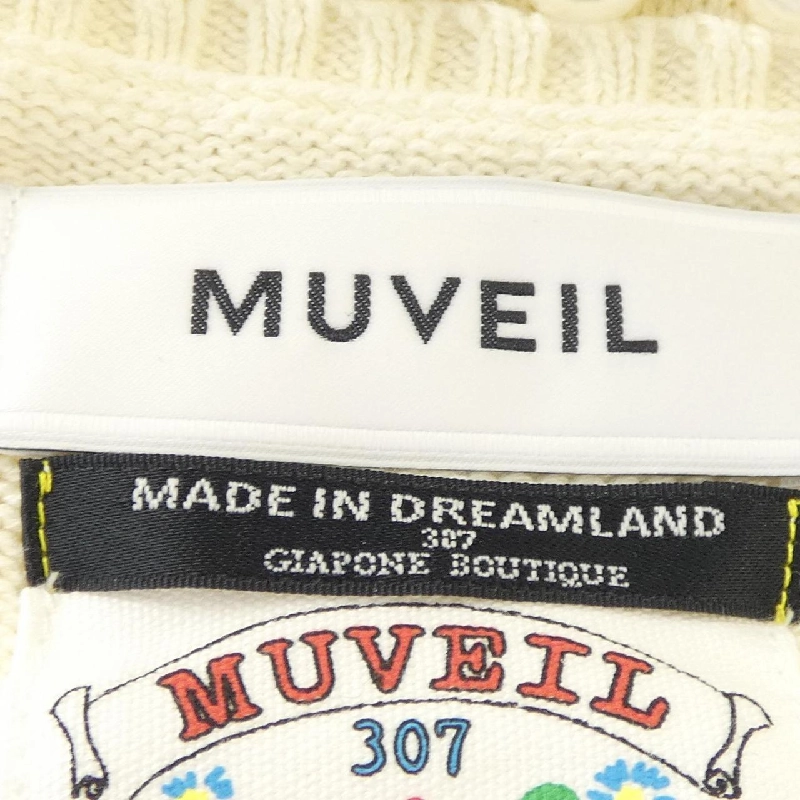 MUVEIL
MADE IN DREAMLAND
307
GIAPONE BOUTIQUE
MUVEIL
307